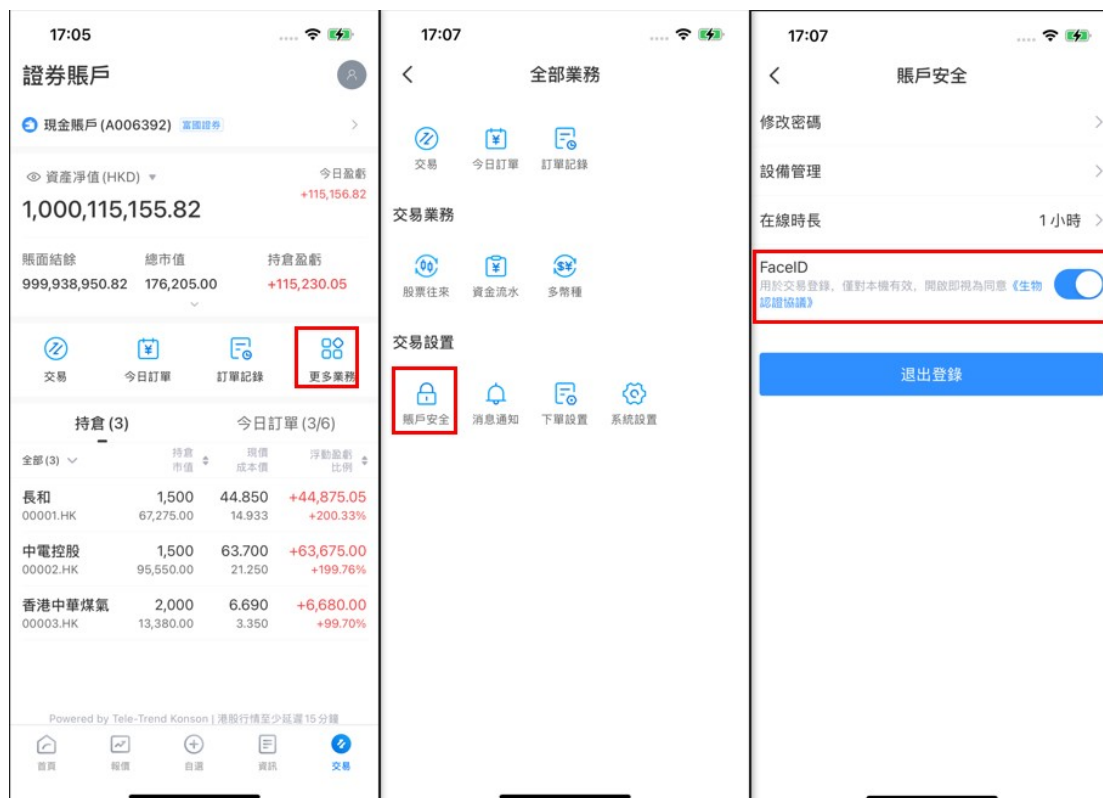 17:05
證券賬戶
現金賬戶 (A006392) 富國證券
資產淨值(HKD)
今日盈虧
1,000,115,155.82
+115,156.82
賬面結餘 總市值 持倉盈虧
999,938,950.82 176,205.00 +115,230.05
交易 今日訂單 訂單記錄 更多業務
持倉 (3) 今日訂單 (3/6)
全部(3) 持倉 現價 浮動盈虧
市值 成本價 比例
長和 1,500 44.850 +44,875.05
00001.HK 67,275.00 14.933 +200.33%
中電控股 1,500 63.700 +63,675.00
00002.HK 95,550.00 21.250 +199.76%
香港中華煤氣 2,000 6.690 +6,680.00
00003.HK 13,380.00 3.350 +99.70%
Powered by Tele-Trend Konson | 港股行情至少延遲15分鐘
首頁 報價 自選 資訊 交易
17:07
全部業務
交易 今日訂單 訂單記錄
交易業務
股票往來 資金流水 多幣種
交易設置
賬戶安全 消息通知 下單設置 系統設置
17:07
賬戶安全
修改密碼
設備管理
在線時長 1小時
FaceID
用於交易登錄，僅對本機有效，開啟即視為同意《生物
認證協議》
退出登錄